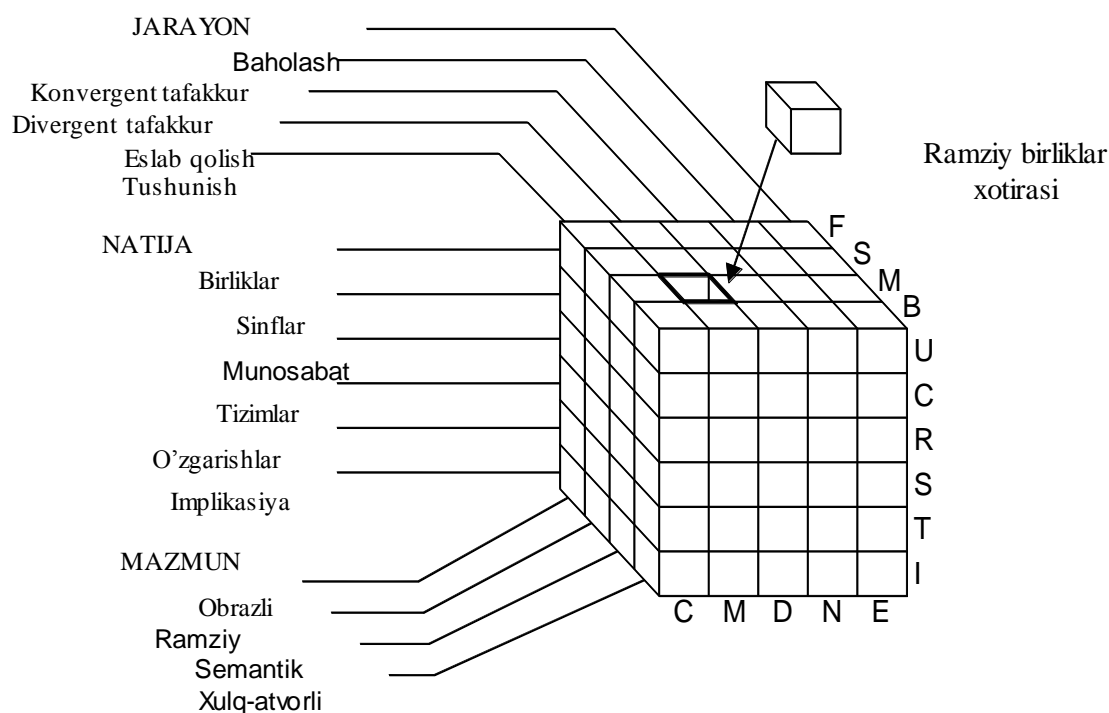 JARAYON
Baholash
Konvergent tafakkur
Divergent tafakkur
Eslab qolish
Tushunish
Ramziy birliklar
xotirasi
NATIJA
Birliklar
Sinflar
Munosabat
Tizimlar
O’zgarishlar
Implikasiya
MAZMUN
Obrazli
Ramziy
Semantik
Xulq-atvorli
F
S
M
B
U
C
R
S
T
I
C M D N E